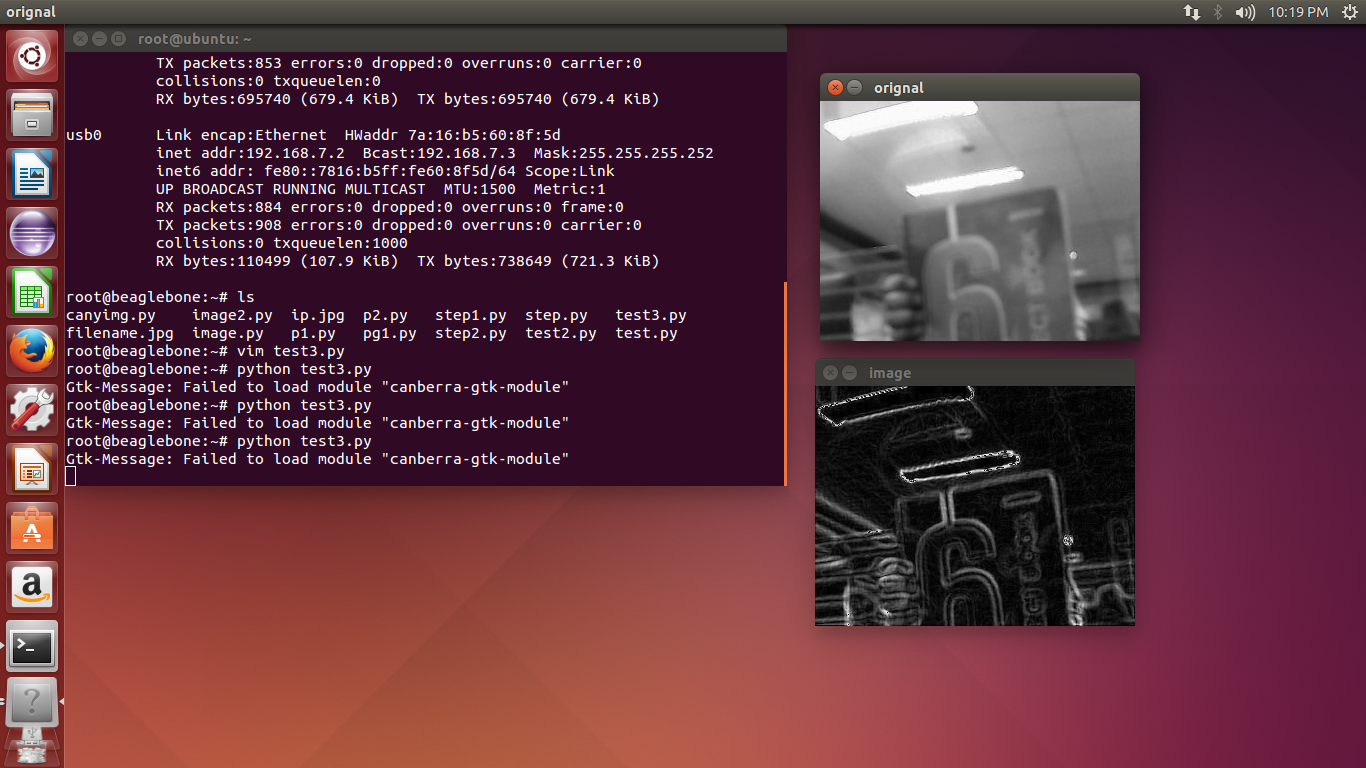 orignal
10:19 PM
root@ubuntu: ~
TX packets:853 errors:0 dropped:0 overruns:0 carrier:0
collisions:0 txqueuelen:0
RX bytes:695740 (679.4 KiB)  TX bytes:695740 (679.4 KiB)
usb0      Link encap:Ethernet  HWaddr 7a:16:b5:60:8f:5d
inet addr:192.168.7.2  Bcast:192.168.7.3  Mask:255.255.255.252
inet6 addr: fe80::7816:b5ff:fe60:8f5d/64 Scope:Link
UP BROADCAST RUNNING MULTICAST  MTU:1500  Metric:1
RX packets:884 errors:0 dropped:0 overruns:0 frame:0
TX packets:908 errors:0 dropped:0 overruns:0 carrier:0
collisions:0 txqueuelen:1000
RX bytes:110499 (107.9 KiB)  TX bytes:738649 (721.3 KiB)
root@beaglebone:~# ls
canyimg.py    image2.py  ip.jpg  p2.py   step1.py  step.py   test3.py
filename.jpg  image.py   p1.py   pg1.py  step2.py  test2.py  test.py
root@beaglebone:~# vim test3.py
root@beaglebone:~# python test3.py
Gtk-Message: Failed to load module "canberra-gtk-module"
root@beaglebone:~# python test3.py
Gtk-Message: Failed to load module "canberra-gtk-module"
root@beaglebone:~# python test3.py
Gtk-Message: Failed to load module "canberra-gtk-module"
orignal
6
BOOK
image
6